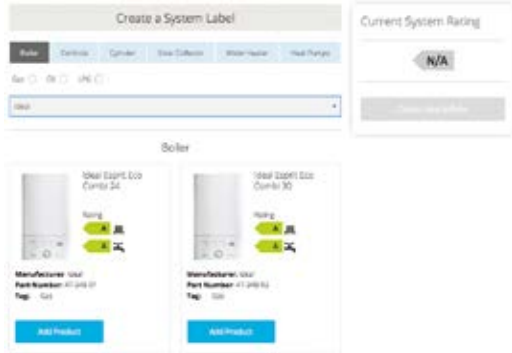 Create a System Label
Current System Rating
Boiler Controls Cylinder Solar Collector Water Heater Heat Pumps
N/A
Gas Oil LPG
Ideal
Boiler
Ideal Esprit Eco
Combi 24
Rating
A
A
Manufacturer: Ideal
Part Number:
Tag: Gas
Add Product
Ideal Esprit Eco
Combi 30
Rating
A
A
Manufacturer: Ideal
Part Number:
Tag: Gas
Add Product